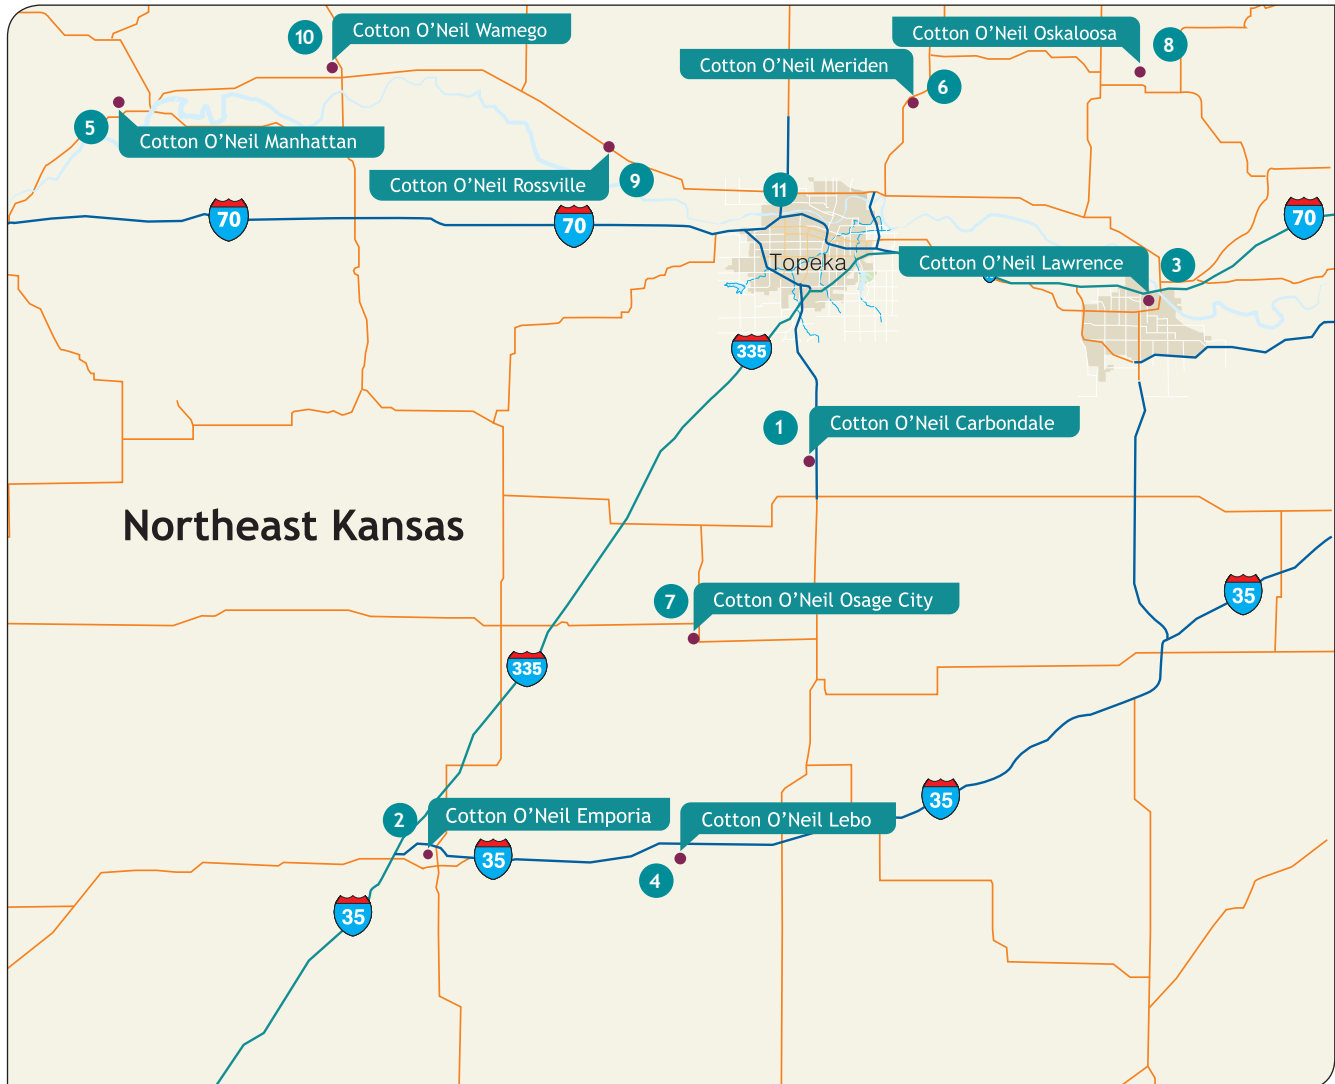 10
Cotton O’Neil Wamego
Cotton O’Neil Oskaloosa
8
Cotton O’Neil Meriden
6
5
Cotton O’Neil Manhattan
Cotton O’Neil Rossville
9
11
70
70
70
Topeka
Cotton O’Neil Lawrence
3
335
1
Cotton O’Neil Carbondale
Northeast Kansas
7
Cotton O’Neil Osage City
35
335
35
2
Cotton O’Neil Emporia
Cotton O’Neil Lebo
35
4
35